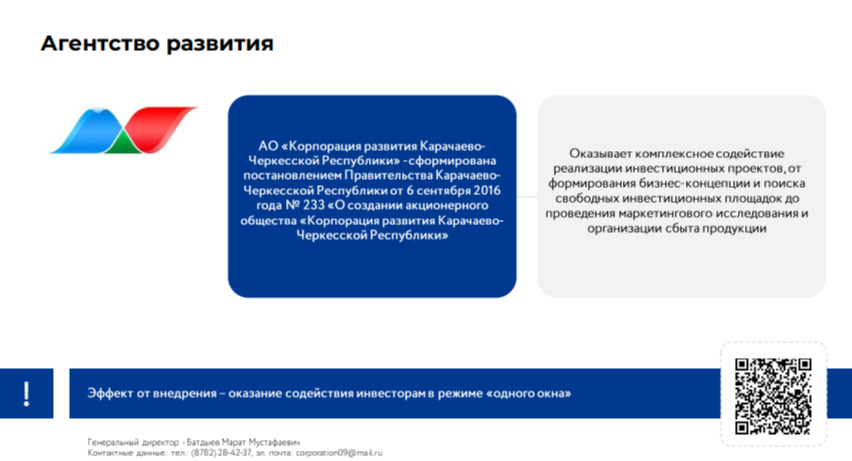 Агентство развития
АО «Корпорация развития Карачаево-
Черкесской Республики» -сформирована
постановлением Правительства Карачаево-
Черкесской Республики от 6 сентября 2016
года № 233 «О создании акционерного
общества «Корпорация развития Карачаево-
Черкесской Республики»
Оказывает комплексное содействие
реализации инвестиционных проектов, от
формирования бизнес-концепции и поиска
свободных инвестиционных площадок до
проведения маркетингового исследования и
организации сбыта продукции
!
Эффект от внедрения – оказание содействия инвесторам в режиме «одного окна»
Генеральный директор - Батдыев Марат Мустафаевич
Контактные данные: тел.: (8782) 28-42-37, эл. почта: corporation09@mail.ru